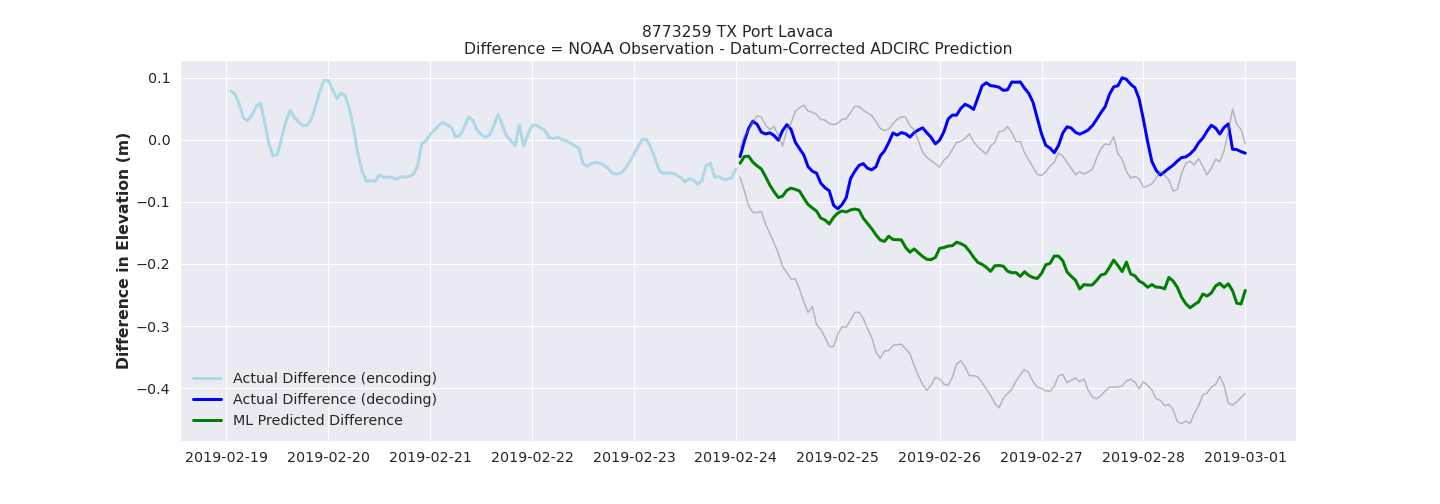 8773259 TX Port Lavaca
Difference = NOAA Observation - Datum-Corrected ADCIRC Prediction
Difference in Elevation (m)
0.1
0.0
−0.1
−0.2
−0.3
−0.4
Actual Difference (encoding)
Actual Difference (decoding)
ML Predicted Difference
2019-02-19 2019-02-20 2019-02-21 2019-02-22 2019-02-23 2019-02-24 2019-02-25 2019-02-26 2019-02-27 2019-02-28 2019-03-01